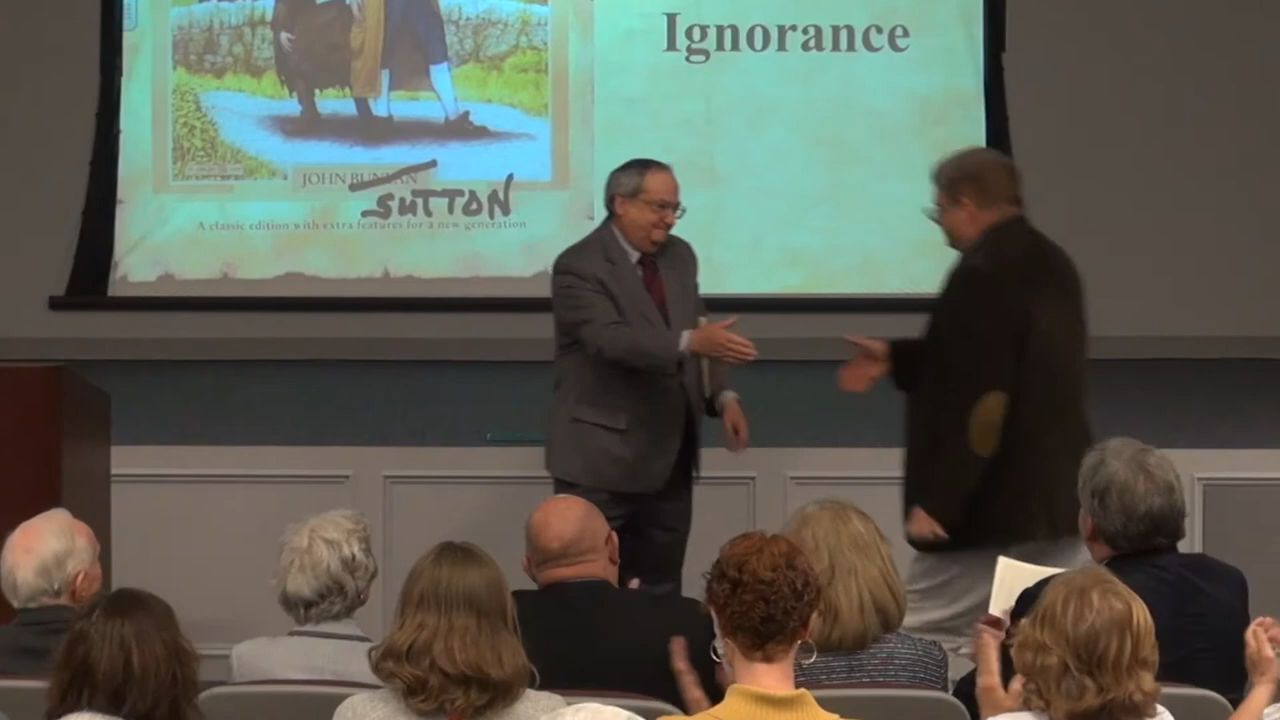 Ignorance
JOHN BUNYAN
SUTTON
A classic edition with extra features for a new generation